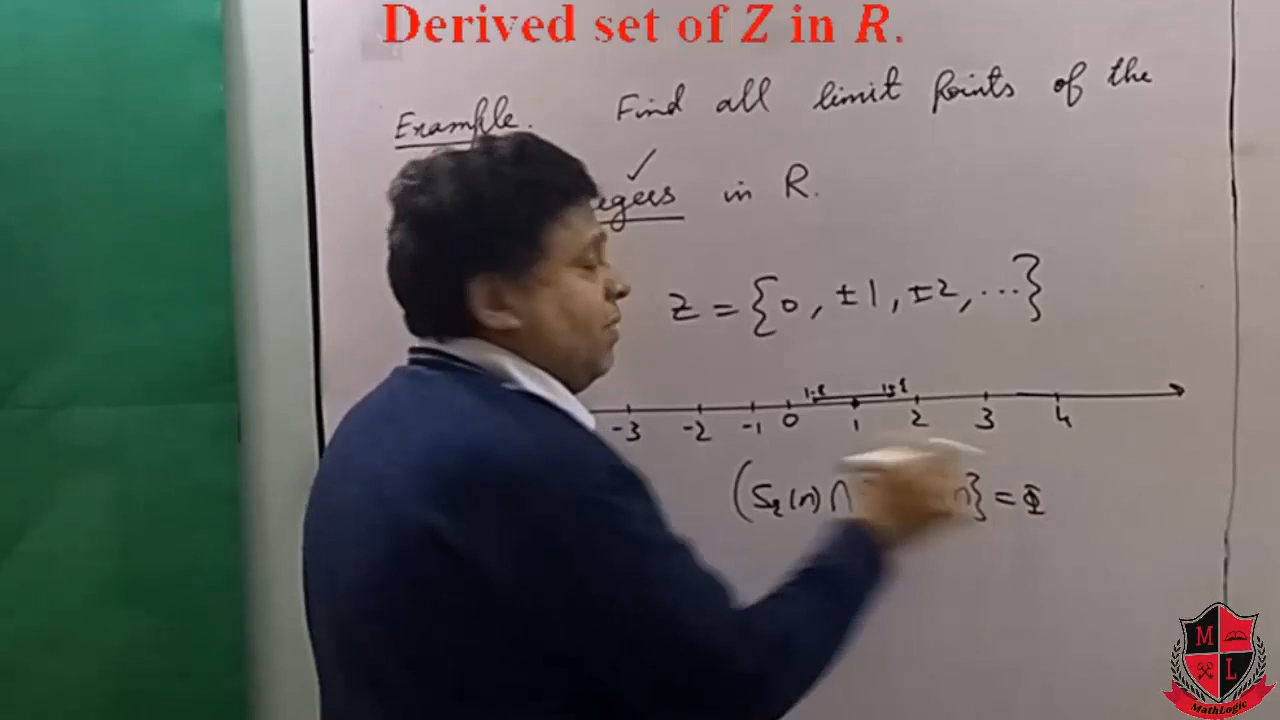 Derived set of Z in R.
Example. Find all limit points of the
egers in R.
Z = {0, ±1, ±2, ...}
-3 -2 -1 0 1 2 3 4
(Sε(n) ∩ n} = Φ
M L
MathLogic